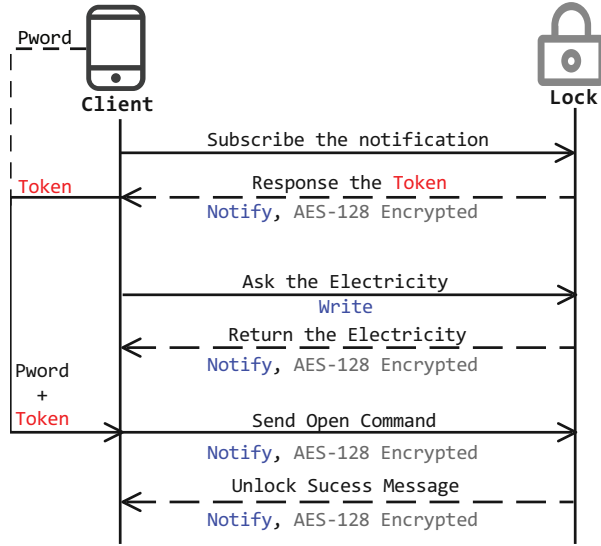 Pword
Client
Lock
Subscribe the notification
Token
Response the Token
Notify, AES-128 Encrypted
Ask the Electricity
Write
Return the Electricity
Notify, AES-128 Encrypted
Pword
+
Token
Send Open Command
Notify, AES-128 Encrypted
Unlock Sucess Message
Notify, AES-128 Encrypted